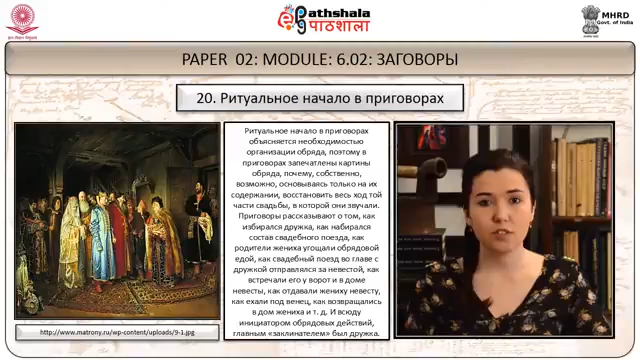 Pathshala
पाठशाला
MHRD
Govt. of India
PAPER 02: MODULE: 6.02: ЗАГОВОРЫ
20. Ритуальное начало в приговорах
Ритуальное начало в приговорах
объясняется необходимостью
организации обряда, поэтому в
приговорах запечатлены картины
обряда, почему, собственно,
возможно, основываясь только на их
содержании, восстановить весь ход той
части свадьбы, в которой они звучали.
Приговоры рассказывают о том, как
избирался дружка, как набирался
состав свадебного поезда, как
родители жениха угощали обрядовой
едой, как свадебный поезд во главе с
дружкой отправлялся за невестой, как
встречали его у ворот и в доме
невесты, как отдавали жениху невесту,
как ехали под венец, как возвращались
в дом жениха и т. д. И всюду
инициатором обрядовых действий,
главным «заклинателем» был дружка.
http://www.matrony.ru/wp-content/uploads/9-1.jpg